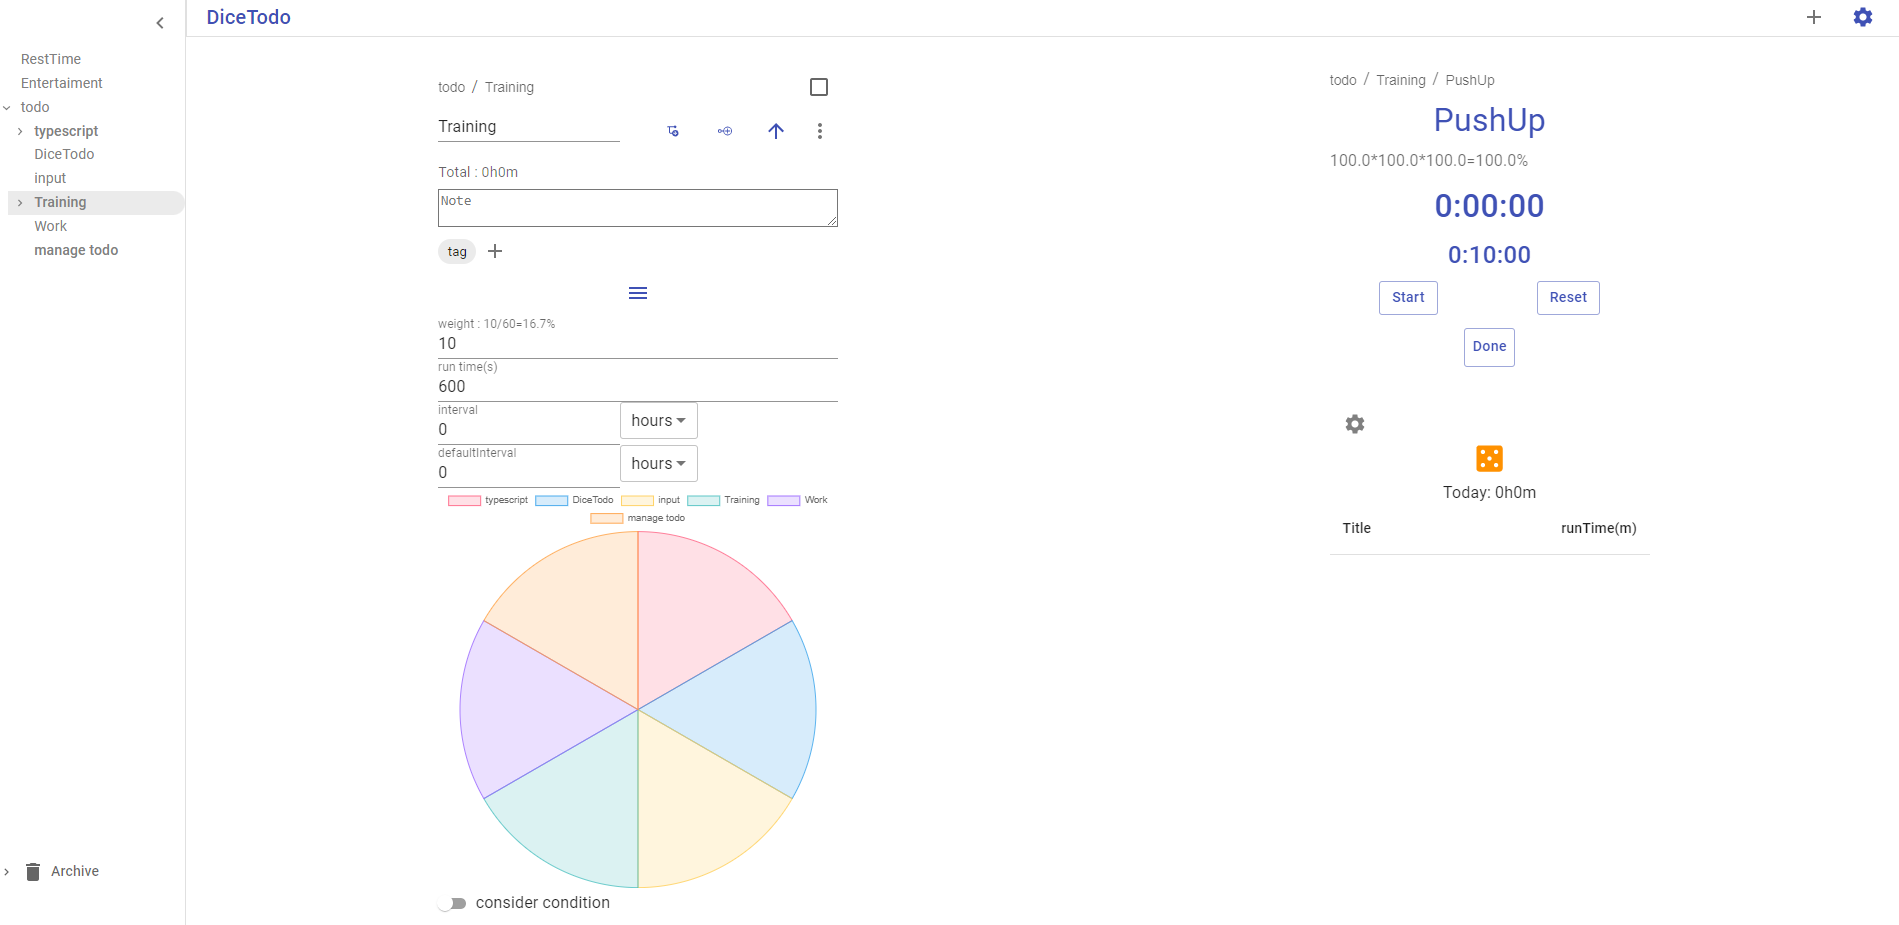 DiceTodo
RestTime
Entertaiment
todo
typescript
DiceTodo
input
Training
Work
manage todo
Archive
todo / Training
Training
Total : 0h0m
Note
tag
weight : 10/60=16.7%
10
run time(s)
600
interval
0
hours
defaultInterval
0
hours
typescript DiceTodo input Training Work
manage todo
consider condition
todo / Training / PushUp
PushUp
100.0*100.0*100.0=100.0%
0:00:00
0:10:00
Start Reset
Done
Today: 0h0m
Title runTime(m)